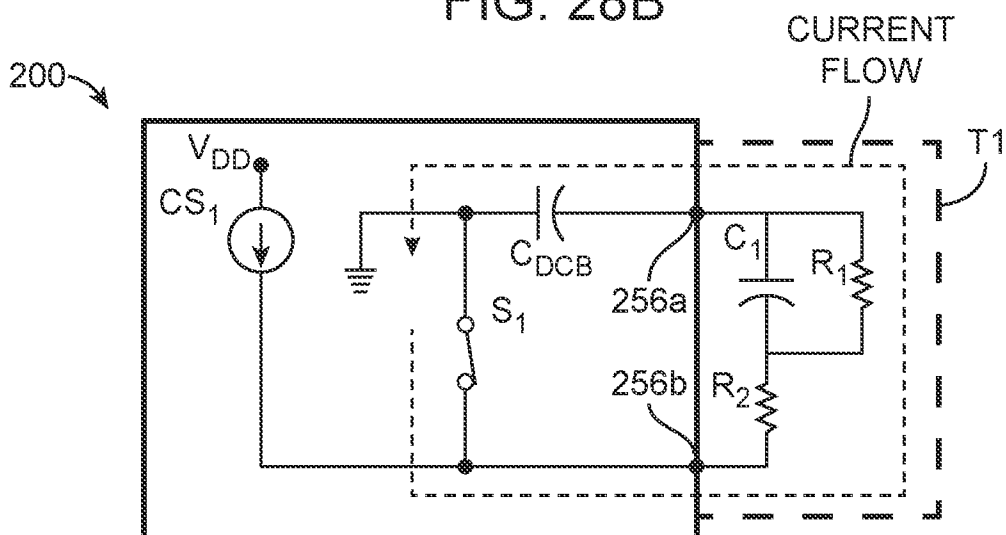 FIG. 28B
CURRENT
FLOW
200
T1
VDD
CS1
CDCB
C1
R1
S1
256a
256b
R2